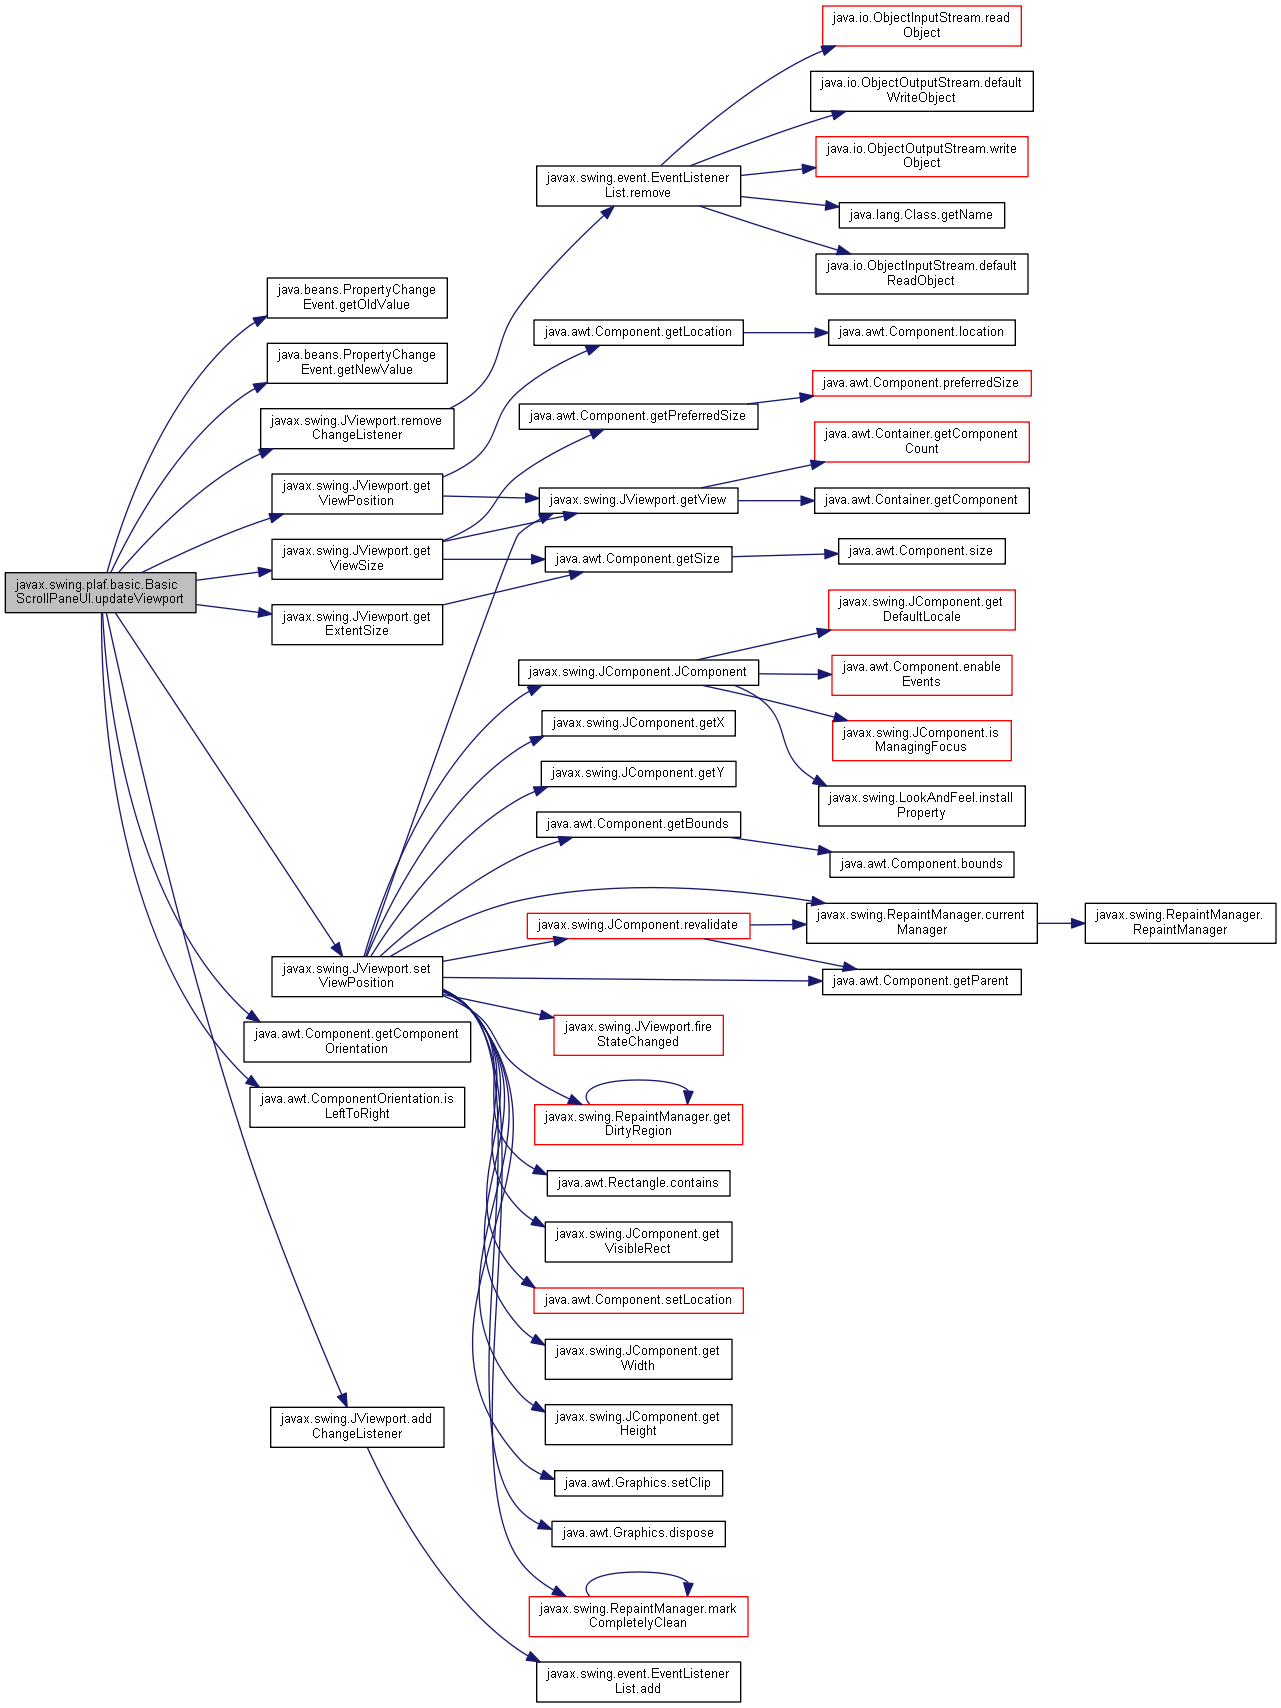 java.io.ObjectInputStream.read
Object
java.io.ObjectOutputStream.default
WriteObject
java.io.ObjectOutputStream.write
Object
javax.swing.event.EventListener
List.remove
java.lang.Class.getName
java.io.ObjectInputStream.default
ReadObject
java.beans.PropertyChange
Event.getOldValue
java.awt.Component.getLocation
java.awt.Component.location
java.beans.PropertyChange
Event.getNewValue
java.awt.Component.preferredSize
java.awt.Component.getPreferredSize
javax.swing.JViewport.remove
ChangeListener
java.awt.Container.getComponent
Count
javax.swing.JViewport.get
ViewPosition
javax.swing.JViewport.getView
java.awt.Container.getComponent
javax.swing.JViewport.get
ViewSize
java.awt.Component.getSize
java.awt.Component.size
javax.swing.plaf.basic.Basic
ScrollPaneUI.updateViewport
javax.swing.JViewport.get
ExtentSize
javax.swing.JComponent.get
DefaultLocale
javax.swing.JComponent.JComponent
java.awt.Component.enable
Events
javax.swing.JComponent.getX
javax.swing.JComponent.is
ManagingFocus
javax.swing.JComponent.getY
javax.swing.LookAndFeel.install
Property
java.awt.Component.getBounds
java.awt.Component.bounds
javax.swing.JComponent.revalidate
javax.swing.RepaintManager.current
Manager
javax.swing.RepaintManager.
RepaintManager
javax.swing.JViewport.set
ViewPosition
java.awt.Component.getParent
java.awt.Component.getComponent
Orientation
javax.swing.JViewport.fire
StateChanged
java.awt.ComponentOrientation.is
LeftToRight
javax.swing.RepaintManager.get
DirtyRegion
java.awt.Rectangle.contains
javax.swing.JComponent.get
VisibleRect
java.awt.Component.setLocation
javax.swing.JComponent.get
Width
javax.swing.JViewport.add
ChangeListener
javax.swing.JComponent.get
Height
java.awt.Graphics.setClip
java.awt.Graphics.dispose
javax.swing.RepaintManager.mark
CompletelyClean
javax.swing.event.EventListener
List.add